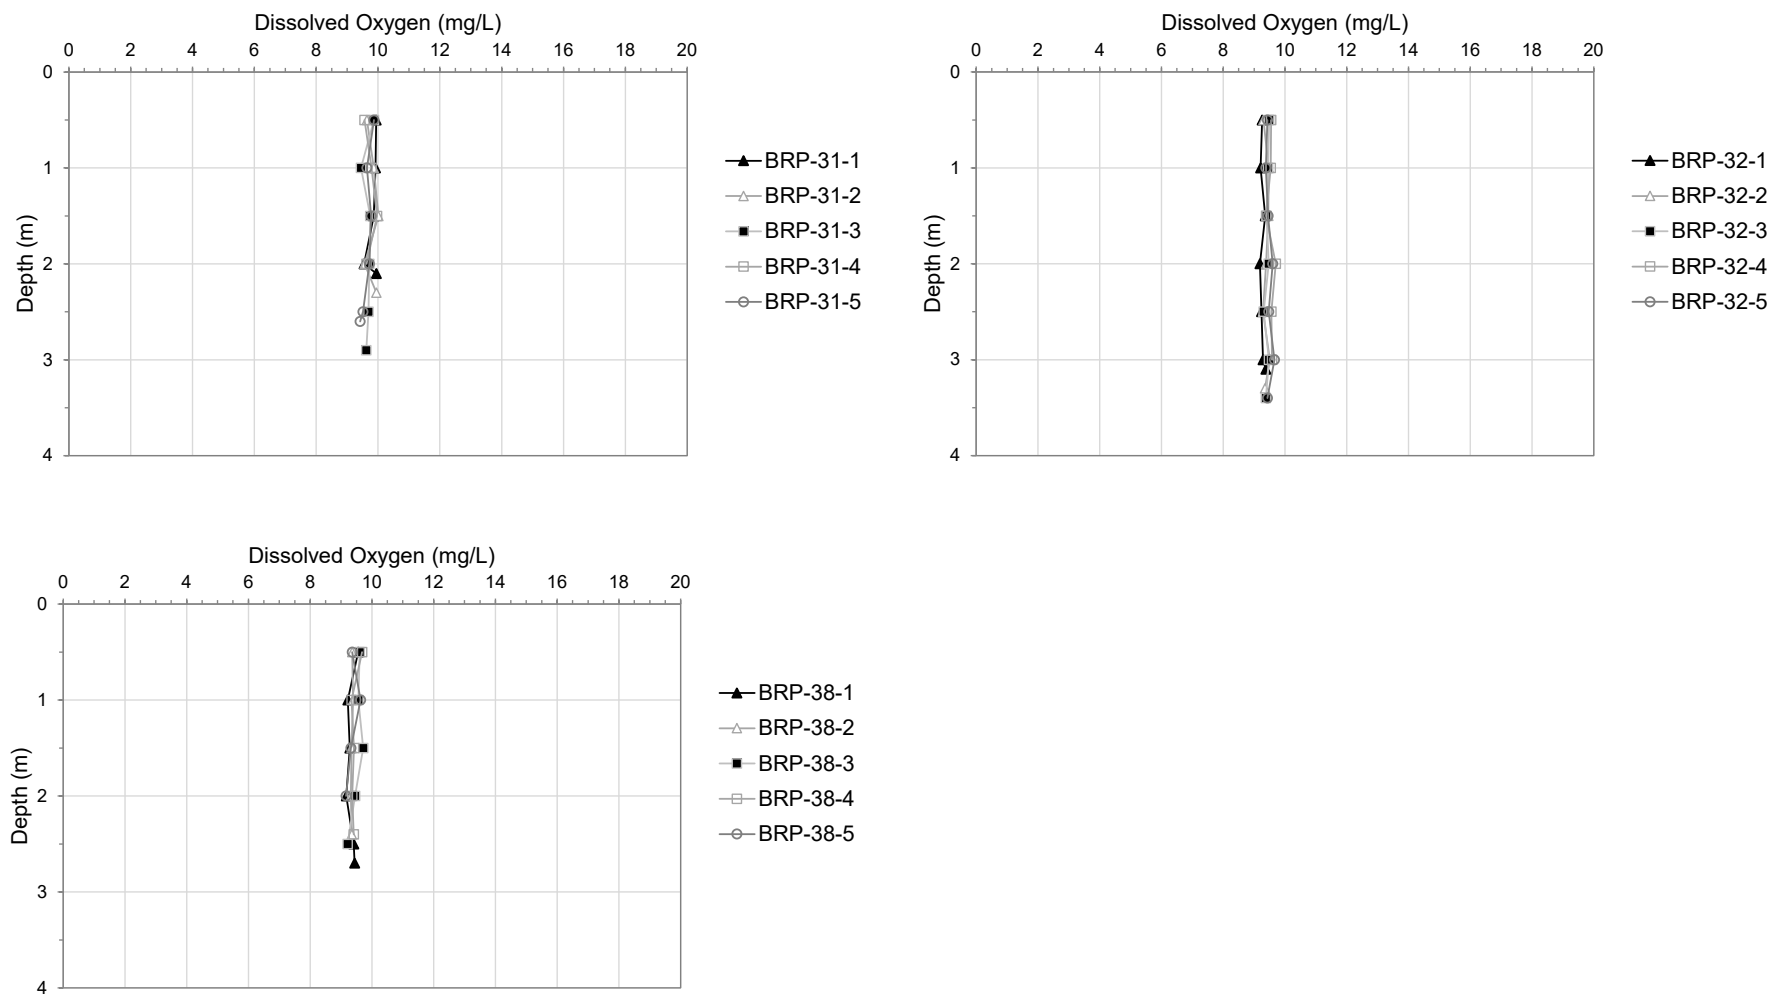 Dissolved Oxygen (mg/L)
0 2 4 6 8 10 12 14 16 18 20
0
1
2
3
4
Depth (m)
BRP-31-1
BRP-31-2
BRP-31-3
BRP-31-4
BRP-31-5
Dissolved Oxygen (mg/L)
0 2 4 6 8 10 12 14 16 18 20
0
1
2
3
4
Depth (m)
BRP-32-1
BRP-32-2
BRP-32-3
BRP-32-4
BRP-32-5
Dissolved Oxygen (mg/L)
0 2 4 6 8 10 12 14 16 18 20
0
1
2
3
4
Depth (m)
BRP-38-1
BRP-38-2
BRP-38-3
BRP-38-4
BRP-38-5